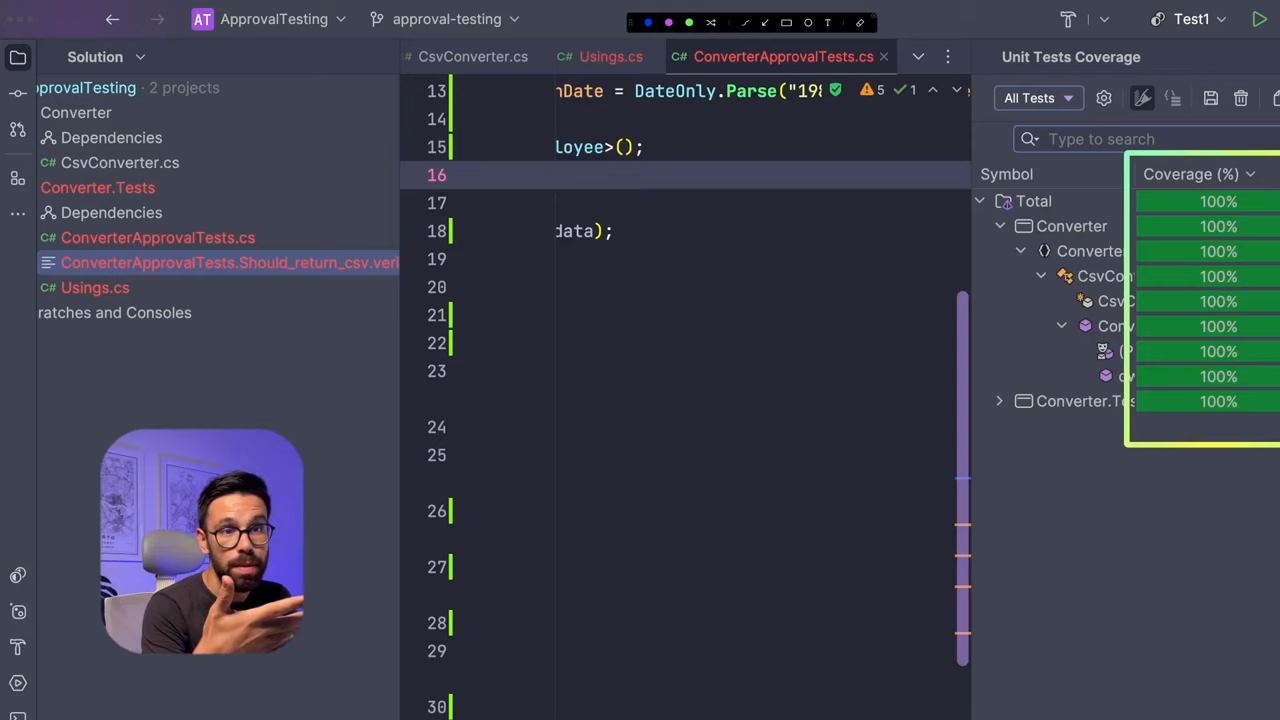 AT ApprovalTesting
approval-testing
T
Test1
Solution
CsvConverter.cs
C# Usings.cs
C# ConverterApprovalTests.cs
Unit Tests Coverage
pprovalTesting 2 projects
Converter
Dependencies
C# CsvConverter.cs
Converter.Tests
Dependencies
C# ConverterApprovalTests.cs
ConverterApprovalTests.Should_return_csv.veri
C# Usings.cs
ratches and Consoles
13 nDate = DateOnly.Parse("198
5 1
14
15 loyee>();
16
17
18 data);
19
20
21
22
23
24
25
26
27
28
29
30
All Tests
Type to search
Symbol Coverage (%)
Total 100%
Converter 100%
Converter 100%
CsvCon 100%
CsvC 100%
Conv 100%
(P 100%
cv 100%
Converter.Tes 100%